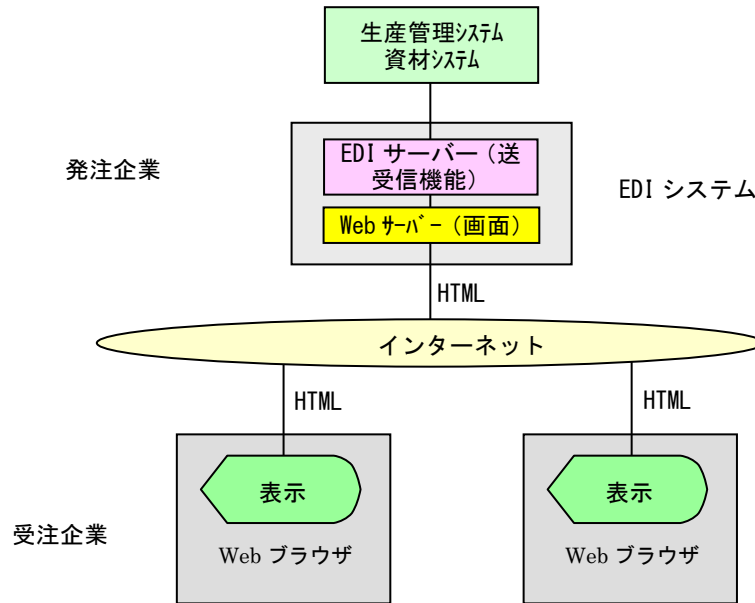 生産管理ｼｽﾃﾑ
資材ｼｽﾃﾑ
発注企業
EDI サーバー（送
受信機能）
EDI システム
Web ｻｰﾊﾞｰ（画面）
HTML
インターネット
HTML
HTML
表示
表示
受注企業
Web ブラウザ
Web ブラウザ